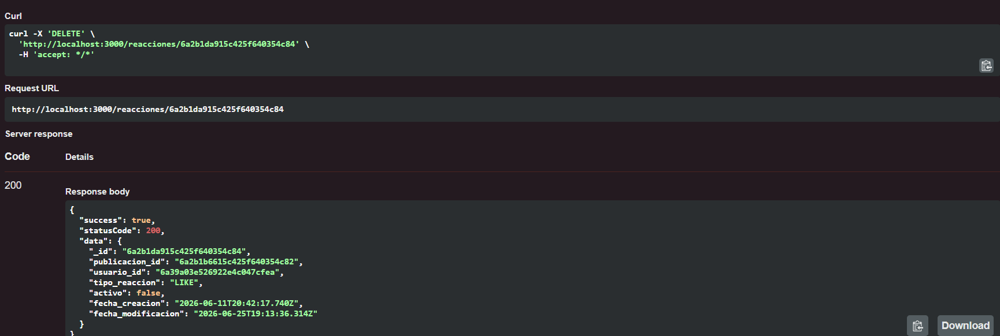 Curl
curl -X 'DELETE' \
'http://localhost:3000/reacciones/6a2b1da915c425f640354c84' \
-H 'accept: */*'
Request URL
http://localhost:3000/reacciones/6a2b1da915c425f640354c84
Server response
Code Details
200
Response body
{
"success": true,
"statusCode": 200,
"data": {
"_id": "6a2b1da915c425f640354c84",
"publicacion_id": "6a2b1b6615c425f640354c82",
"usuario_id": "6a39a03e526922e4c047cfea",
"tipo_reaccion": "LIKE",
"activo": false,
"fecha_creacion": "2026-06-11T20:42:17.740Z",
"fecha_modificacion": "2026-06-25T19:13:36.314Z"
}
}
Download